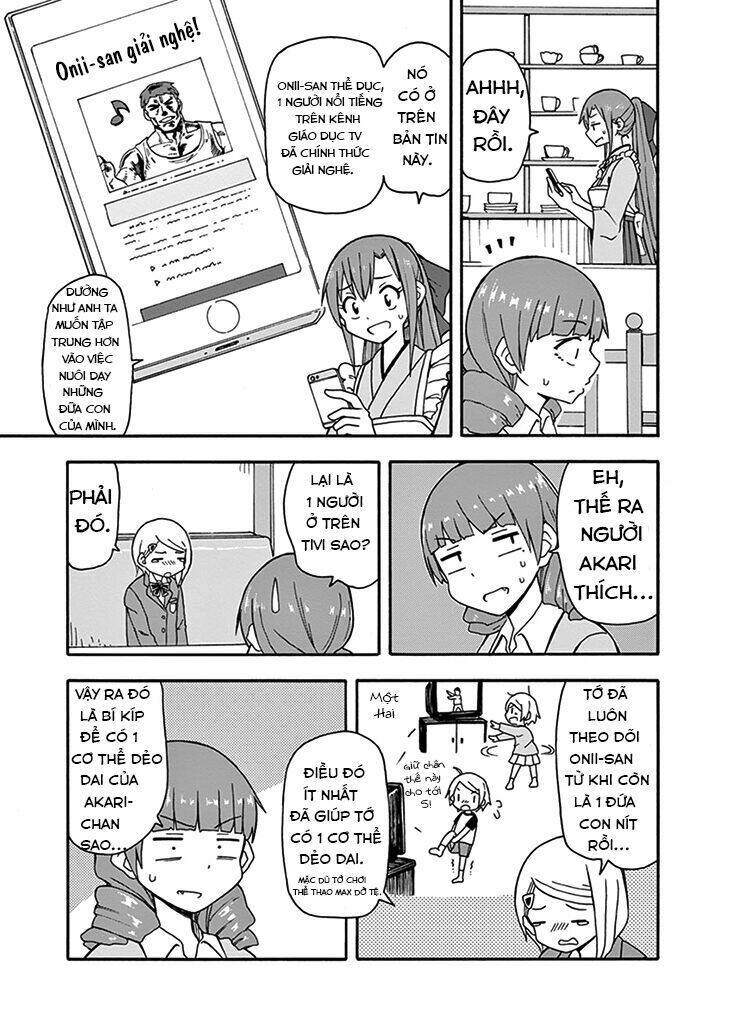 AHHH,
ĐÂY
RỒI.
NÓ
CÓ Ở
TRÊN
BẢN TIN
NÀY.
ONII-SAN THỂ DỤC,
1 NGƯỜI NỔI TIẾNG
TRÊN KÊNH
GIÁO DỤC TV
ĐÃ CHÍNH THỨC
GIẢI NGHỆ.
Onii-san giải nghệ!
DƯỜNG
NHƯ ANH TA
MUỐN TẬP
TRUNG HƠN
VÀO VIỆC
NUÔI DẠY
NHỮNG
ĐỨA CON
CỦA MÌNH.
EH,
THẾ RA
NGƯỜI
AKARI
THÍCH...
LẠI LÀ
1 NGƯỜI
Ở TRÊN
TIVI SAO?
PHẢI
ĐÓ.
TỚ ĐÃ
LUÔN
THEO DÕI
ONII-SAN
TỪ KHI CÒN
LÀ 1 ĐỨA
CON NÍT
RỒI...
Một
Hai
Giữ chân
thế này
cho tới
5!
ĐIỀU ĐÓ
ÍT NHẤT
ĐÃ GIÚP TỚ
CÓ 1 CƠ THỂ
DẺO DAI.
MẶC DÙ TỚ CHƠI
THỂ THAO MAX DỞ TỆ.
VẬY RA ĐÓ
LÀ BÍ KÍP
ĐỂ CÓ 1
CƠ THỂ DẺO
DAI CỦA
AKARI-
CHAN
SAO...